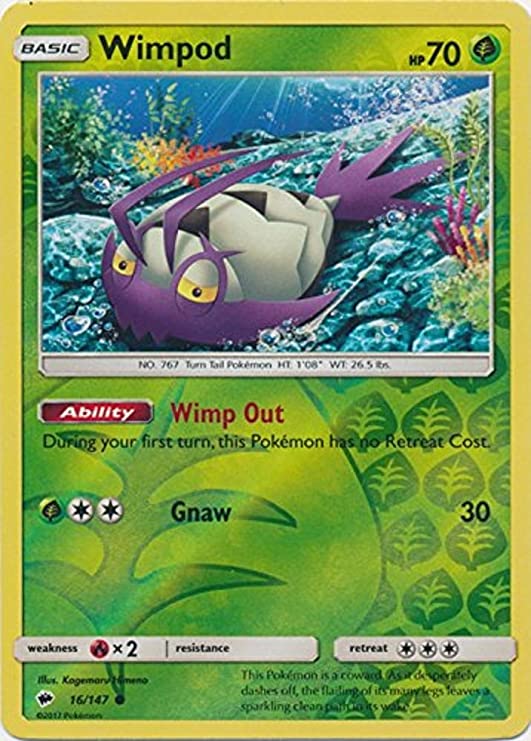 BASIC Wimpod HP 70
NO. 767 Turn Tail Pokémon HT: 1'08" WT: 26.5 lbs.
Ability Wimp Out
During your first turn, this Pokémon has no Retreat Cost.
Gnaw 30
weakness ×2 resistance retreat
Illus. Kagemaru Himeno
16/147
©2017 Pokémon
This Pokémon is a coward. As it desperately
dashes off, the flailing of its many legs leaves a
sparkling clean path in its wake.